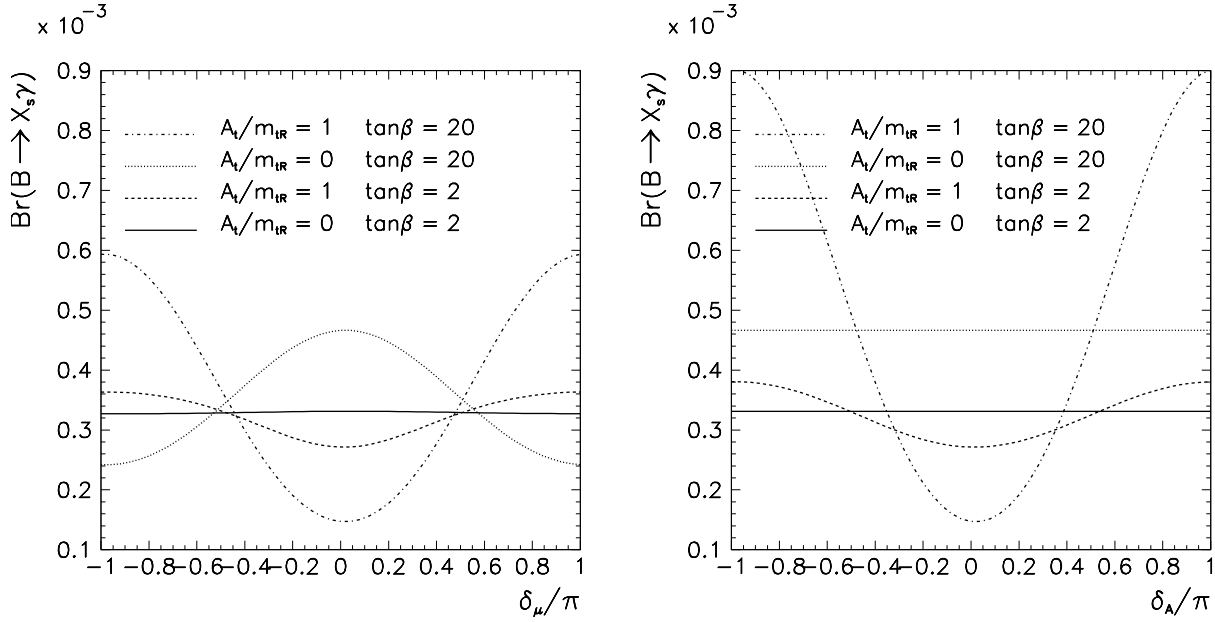 x 10⁻³
Br(B → Xₛγ)
0.9
0.8
0.7
0.6
0.5
0.4
0.3
0.2
0.1
A_t/m_tR = 1 tanβ = 20
A_t/m_tR = 0 tanβ = 20
A_t/m_tR = 1 tanβ = 2
A_t/m_tR = 0 tanβ = 2
-1 -0.8 -0.6 -0.4 -0.2 0 0.2 0.4 0.6 0.8 1
δ_μ/π
x 10⁻³
Br(B → Xₛγ)
0.9
0.8
0.7
0.6
0.5
0.4
0.3
0.2
0.1
A_t/m_tR = 1 tanβ = 20
A_t/m_tR = 0 tanβ = 20
A_t/m_tR = 1 tanβ = 2
A_t/m_tR = 0 tanβ = 2
-1 -0.8 -0.6 -0.4 -0.2 0 0.2 0.4 0.6 0.8 1
δ_A/π